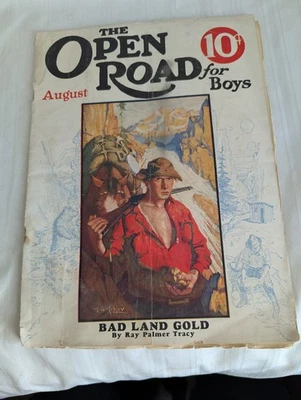 THE
OPEN
ROAD for
Boys
10¢
August
BAD LAND GOLD
By Ray Palmer Tracy